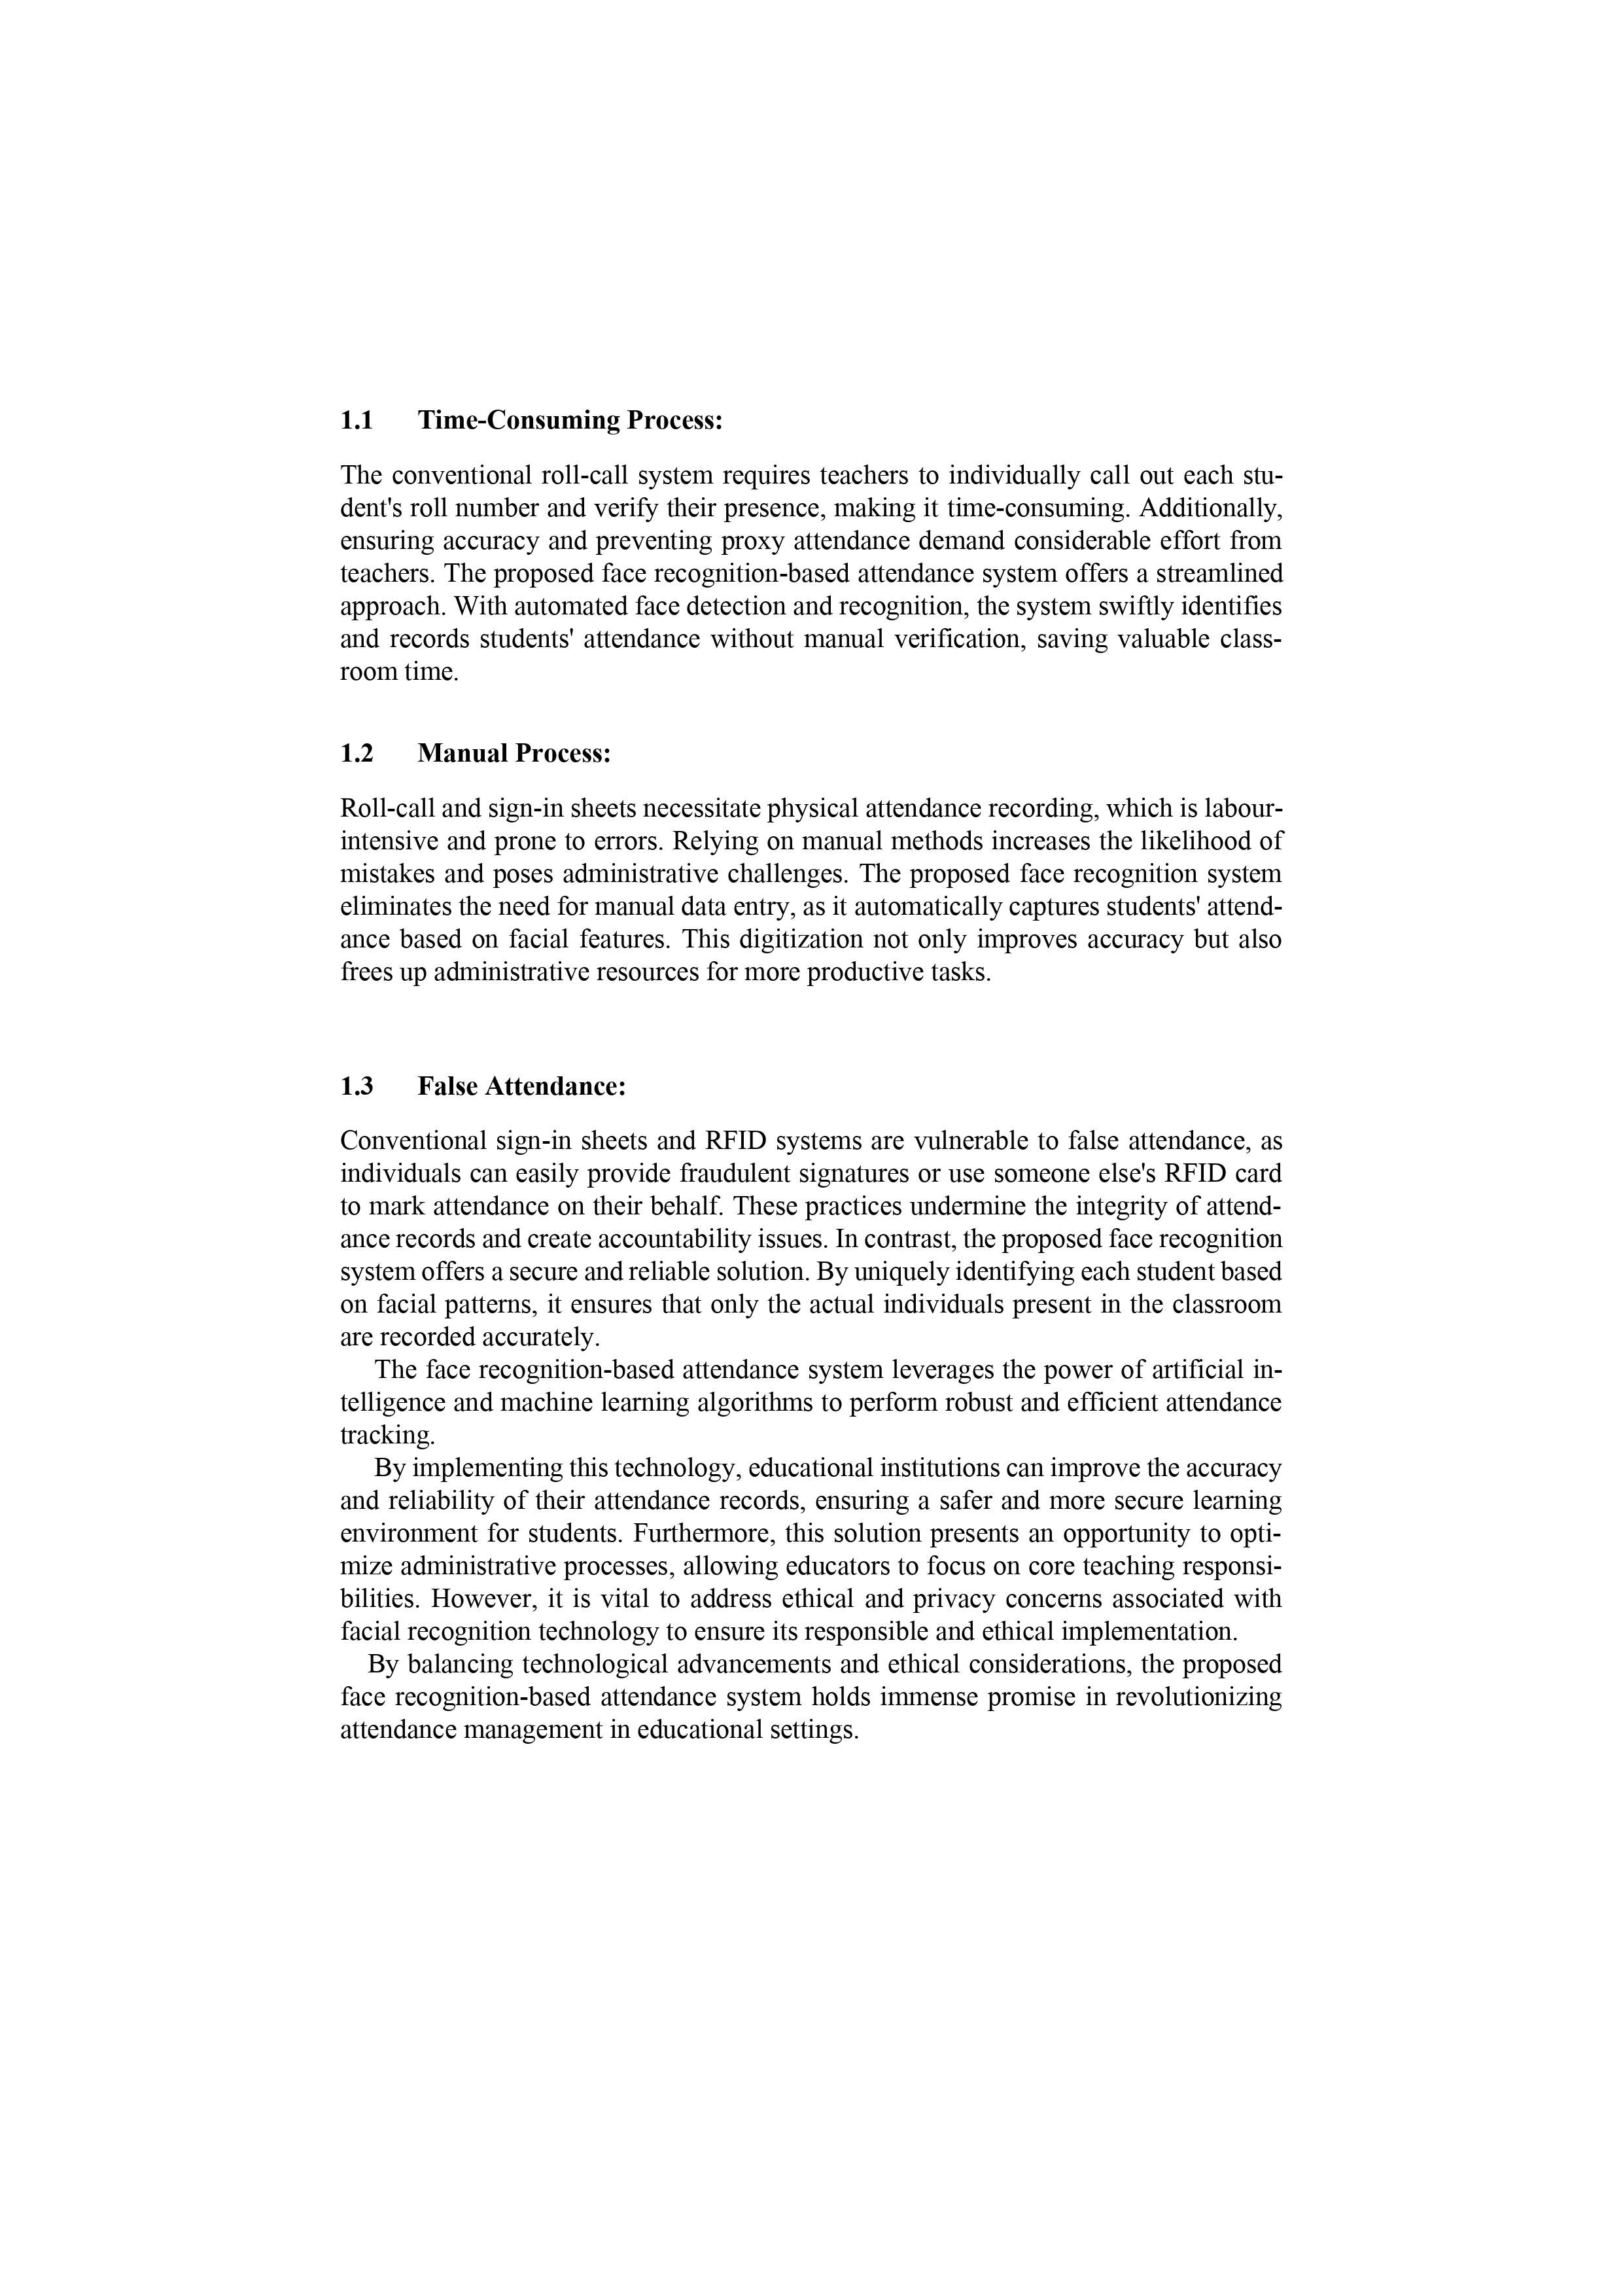 1.1 Time-Consuming Process:
The conventional roll-call system requires teachers to individually call out each stu-
dent's roll number and verify their presence, making it time-consuming. Additionally,
ensuring accuracy and preventing proxy attendance demand considerable effort from
teachers. The proposed face recognition-based attendance system offers a streamlined
approach. With automated face detection and recognition, the system swiftly identifies
and records students' attendance without manual verification, saving valuable class-
room time.
1.2 Manual Process:
Roll-call and sign-in sheets necessitate physical attendance recording, which is labour-
intensive and prone to errors. Relying on manual methods increases the likelihood of
mistakes and poses administrative challenges. The proposed face recognition system
eliminates the need for manual data entry, as it automatically captures students' attend-
ance based on facial features. This digitization not only improves accuracy but also
frees up administrative resources for more productive tasks.
1.3 False Attendance:
Conventional sign-in sheets and RFID systems are vulnerable to false attendance, as
individuals can easily provide fraudulent signatures or use someone else's RFID card
to mark attendance on their behalf. These practices undermine the integrity of attend-
ance records and create accountability issues. In contrast, the proposed face recognition
system offers a secure and reliable solution. By uniquely identifying each student based
on facial patterns, it ensures that only the actual individuals present in the classroom
are recorded accurately.
The face recognition-based attendance system leverages the power of artificial in-
telligence and machine learning algorithms to perform robust and efficient attendance
tracking.
By implementing this technology, educational institutions can improve the accuracy
and reliability of their attendance records, ensuring a safer and more secure learning
environment for students. Furthermore, this solution presents an opportunity to opti-
mize administrative processes, allowing educators to focus on core teaching responsi-
bilities. However, it is vital to address ethical and privacy concerns associated with
facial recognition technology to ensure its responsible and ethical implementation.
By balancing technological advancements and ethical considerations, the proposed
face recognition-based attendance system holds immense promise in revolutionizing
attendance management in educational settings.